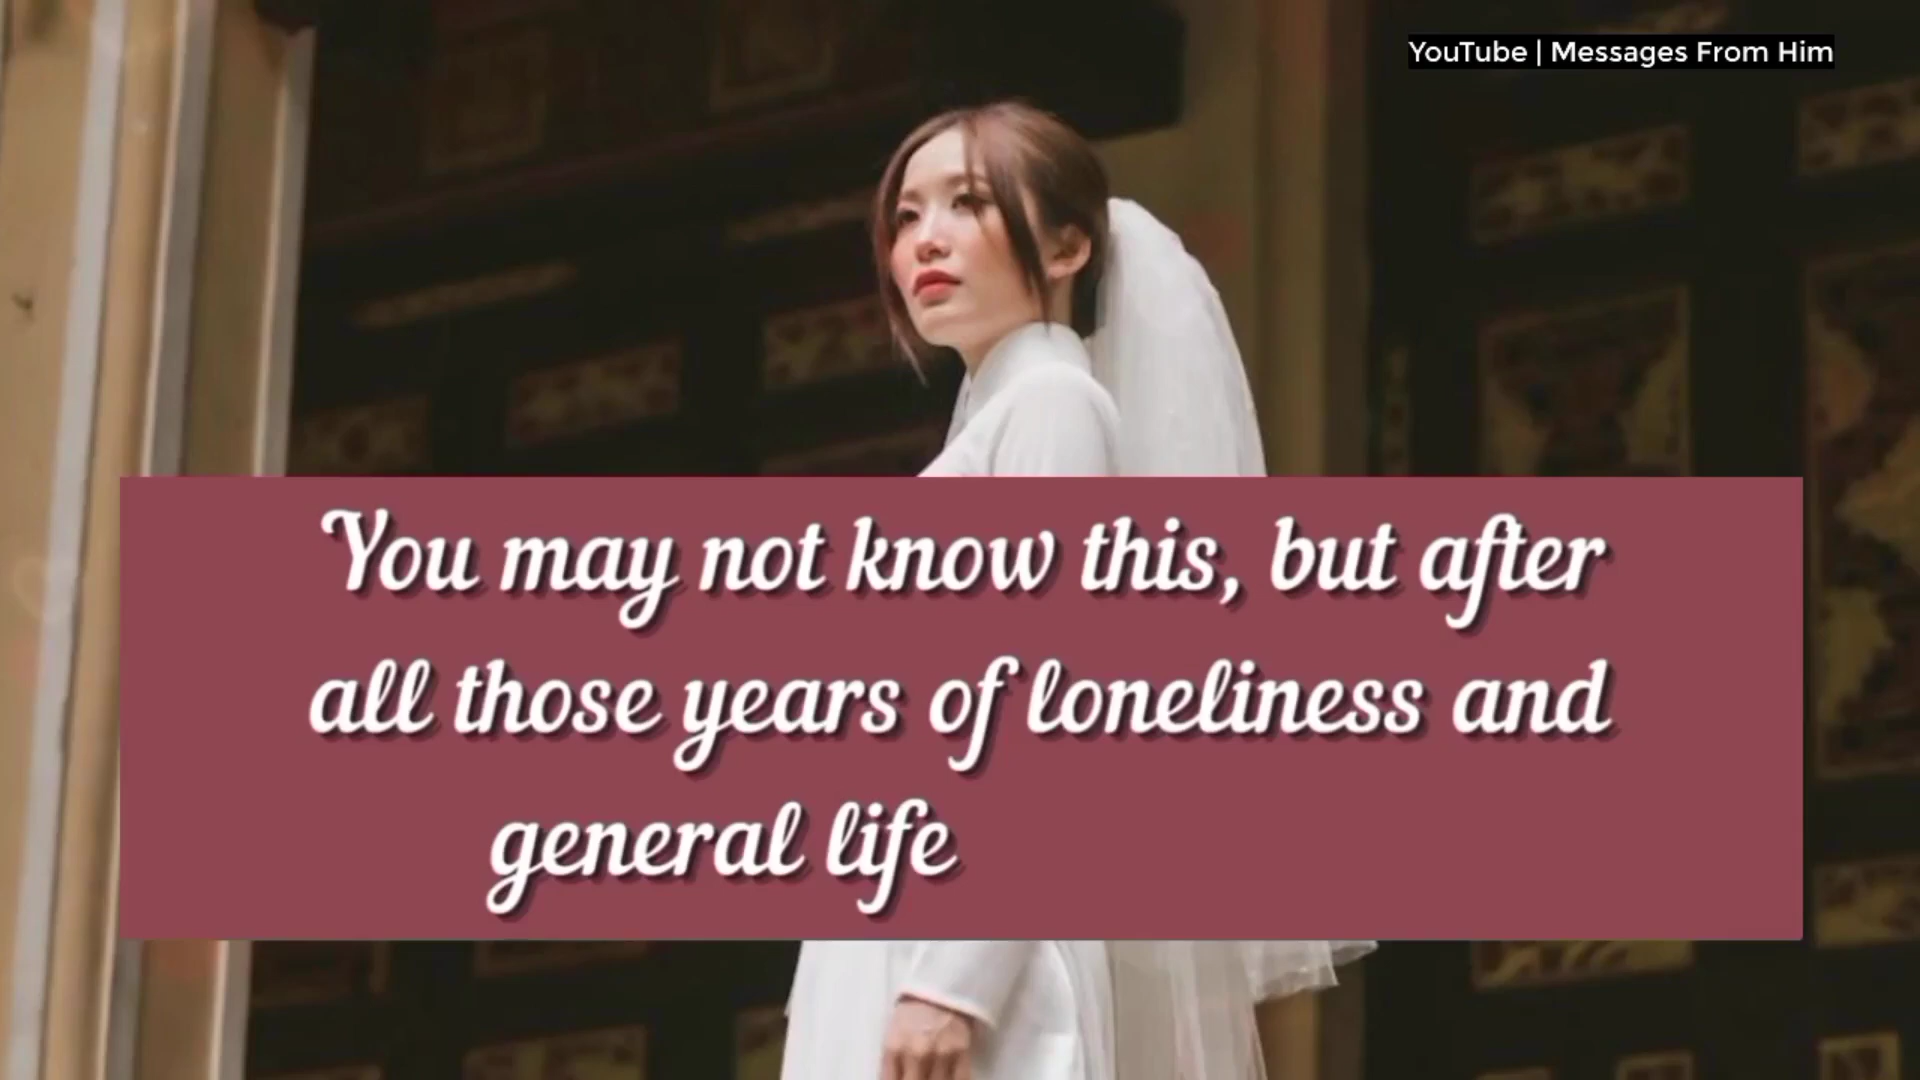 YouTube | Messages From Him
You may not know this, but after
all those years of loneliness and
general life